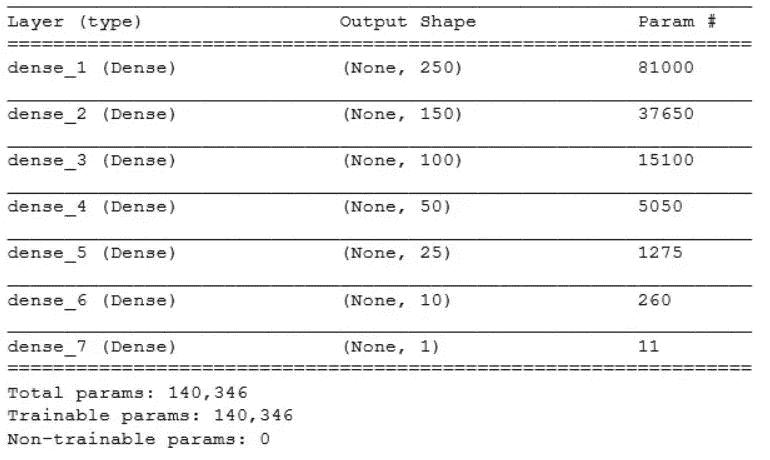 Layer (type) Output Shape Param #
dense_1 (Dense) (None, 250) 81000
dense_2 (Dense) (None, 150) 37650
dense_3 (Dense) (None, 100) 15100
dense_4 (Dense) (None, 50) 5050
dense_5 (Dense) (None, 25) 1275
dense_6 (Dense) (None, 10) 260
dense_7 (Dense) (None, 1) 11
Total params: 140,346
Trainable params: 140,346
Non-trainable params: 0